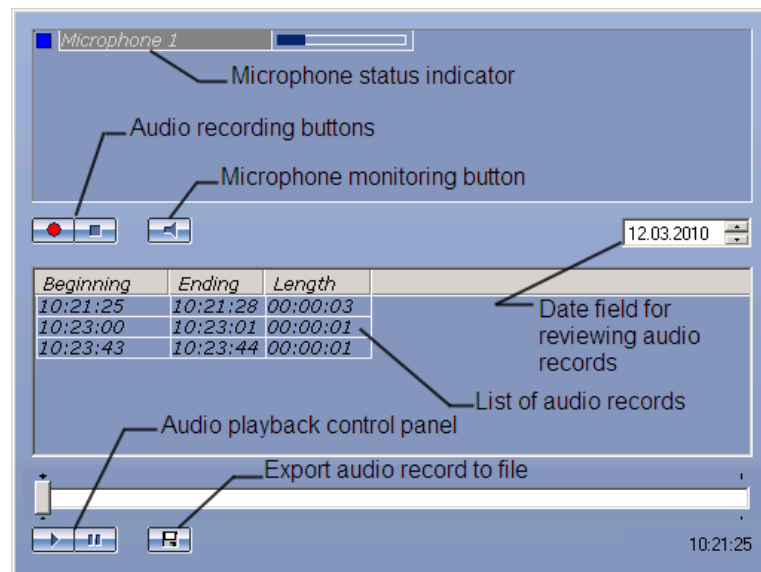 Microphone 1
Microphone status indicator
Audio recording buttons
Microphone monitoring button
12.03.2010
Beginning Ending Length
10:21:25 10:21:28 00:00:03
10:23:00 10:23:01 00:00:01
10:23:43 10:23:44 00:00:01
Date field for
reviewing audio
records
List of audio records
Audio playback control panel
Export audio record to file
10:21:25